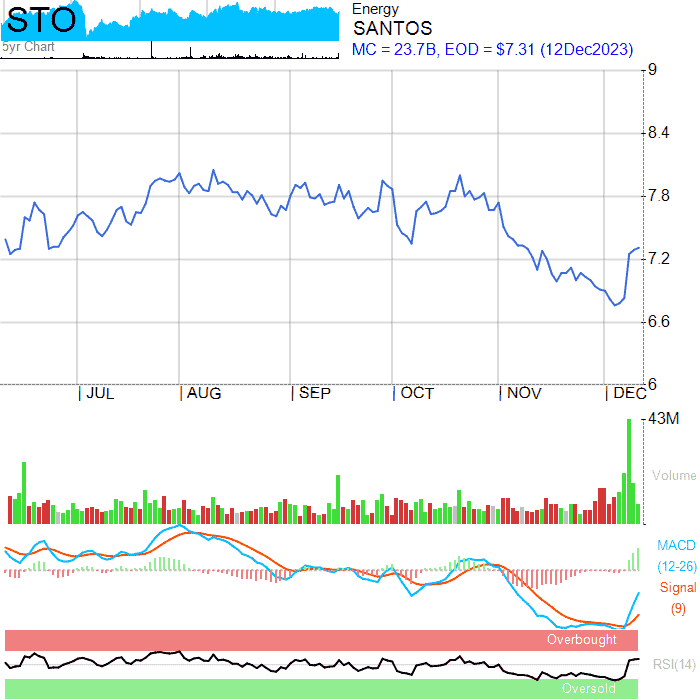 STO
5yr Chart
Energy
SANTOS
MC = 23.7B, EOD = $7.31 (12Dec2023)
9
8.4
7.8
7.2
6.6
6
JUL AUG SEP OCT NOV DEC
43M
Volume
MACD
(12-26)
Signal
(9)
Overbought
RSI(14)
Oversold